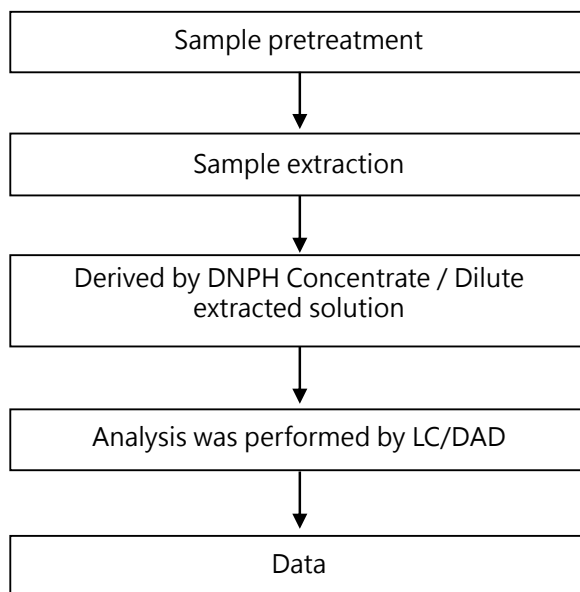 Sample pretreatment
Sample extraction
Derived by DNPH Concentrate / Dilute
extracted solution
Analysis was performed by LC/DAD
Data